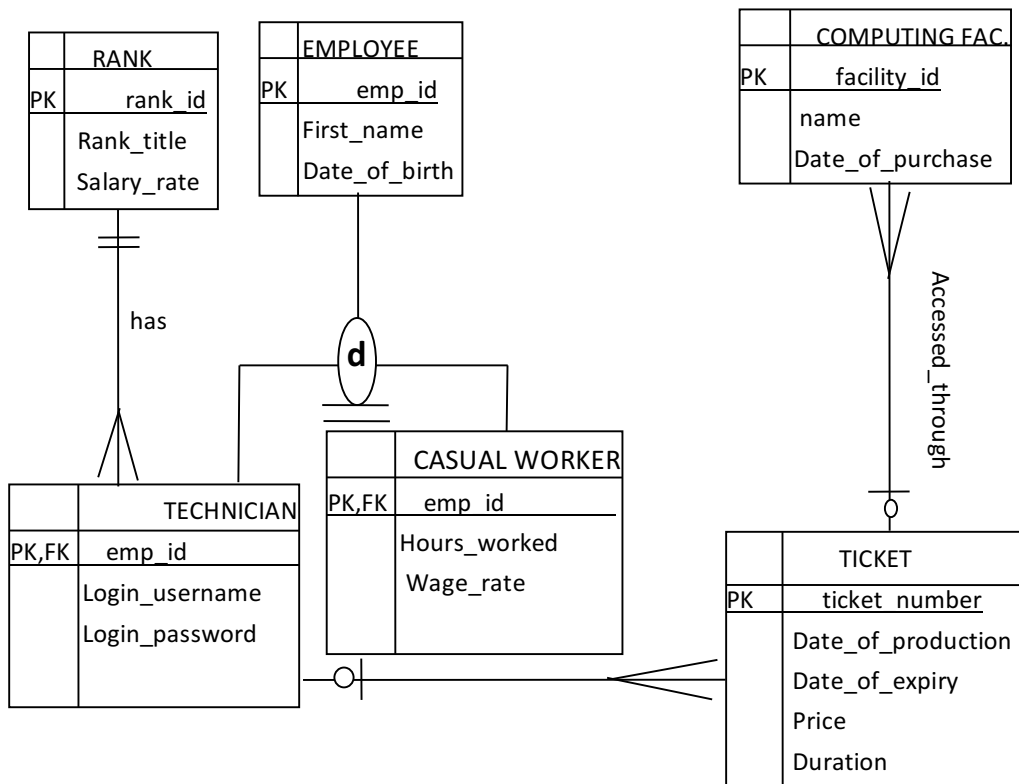 RANK
PK rank_id
Rank_title
Salary_rate
EMPLOYEE
PK emp_id
First_name
Date_of_birth
COMPUTING FAC.
PK facility_id
name
Date_of_purchase
has
d
Accessed_through
TECHNICIAN
PK,FK emp_id
Login_username
Login_password
CASUAL WORKER
PK,FK emp_id
Hours_worked
Wage_rate
TICKET
PK ticket_number
Date_of_production
Date_of_expiry
Price
Duration